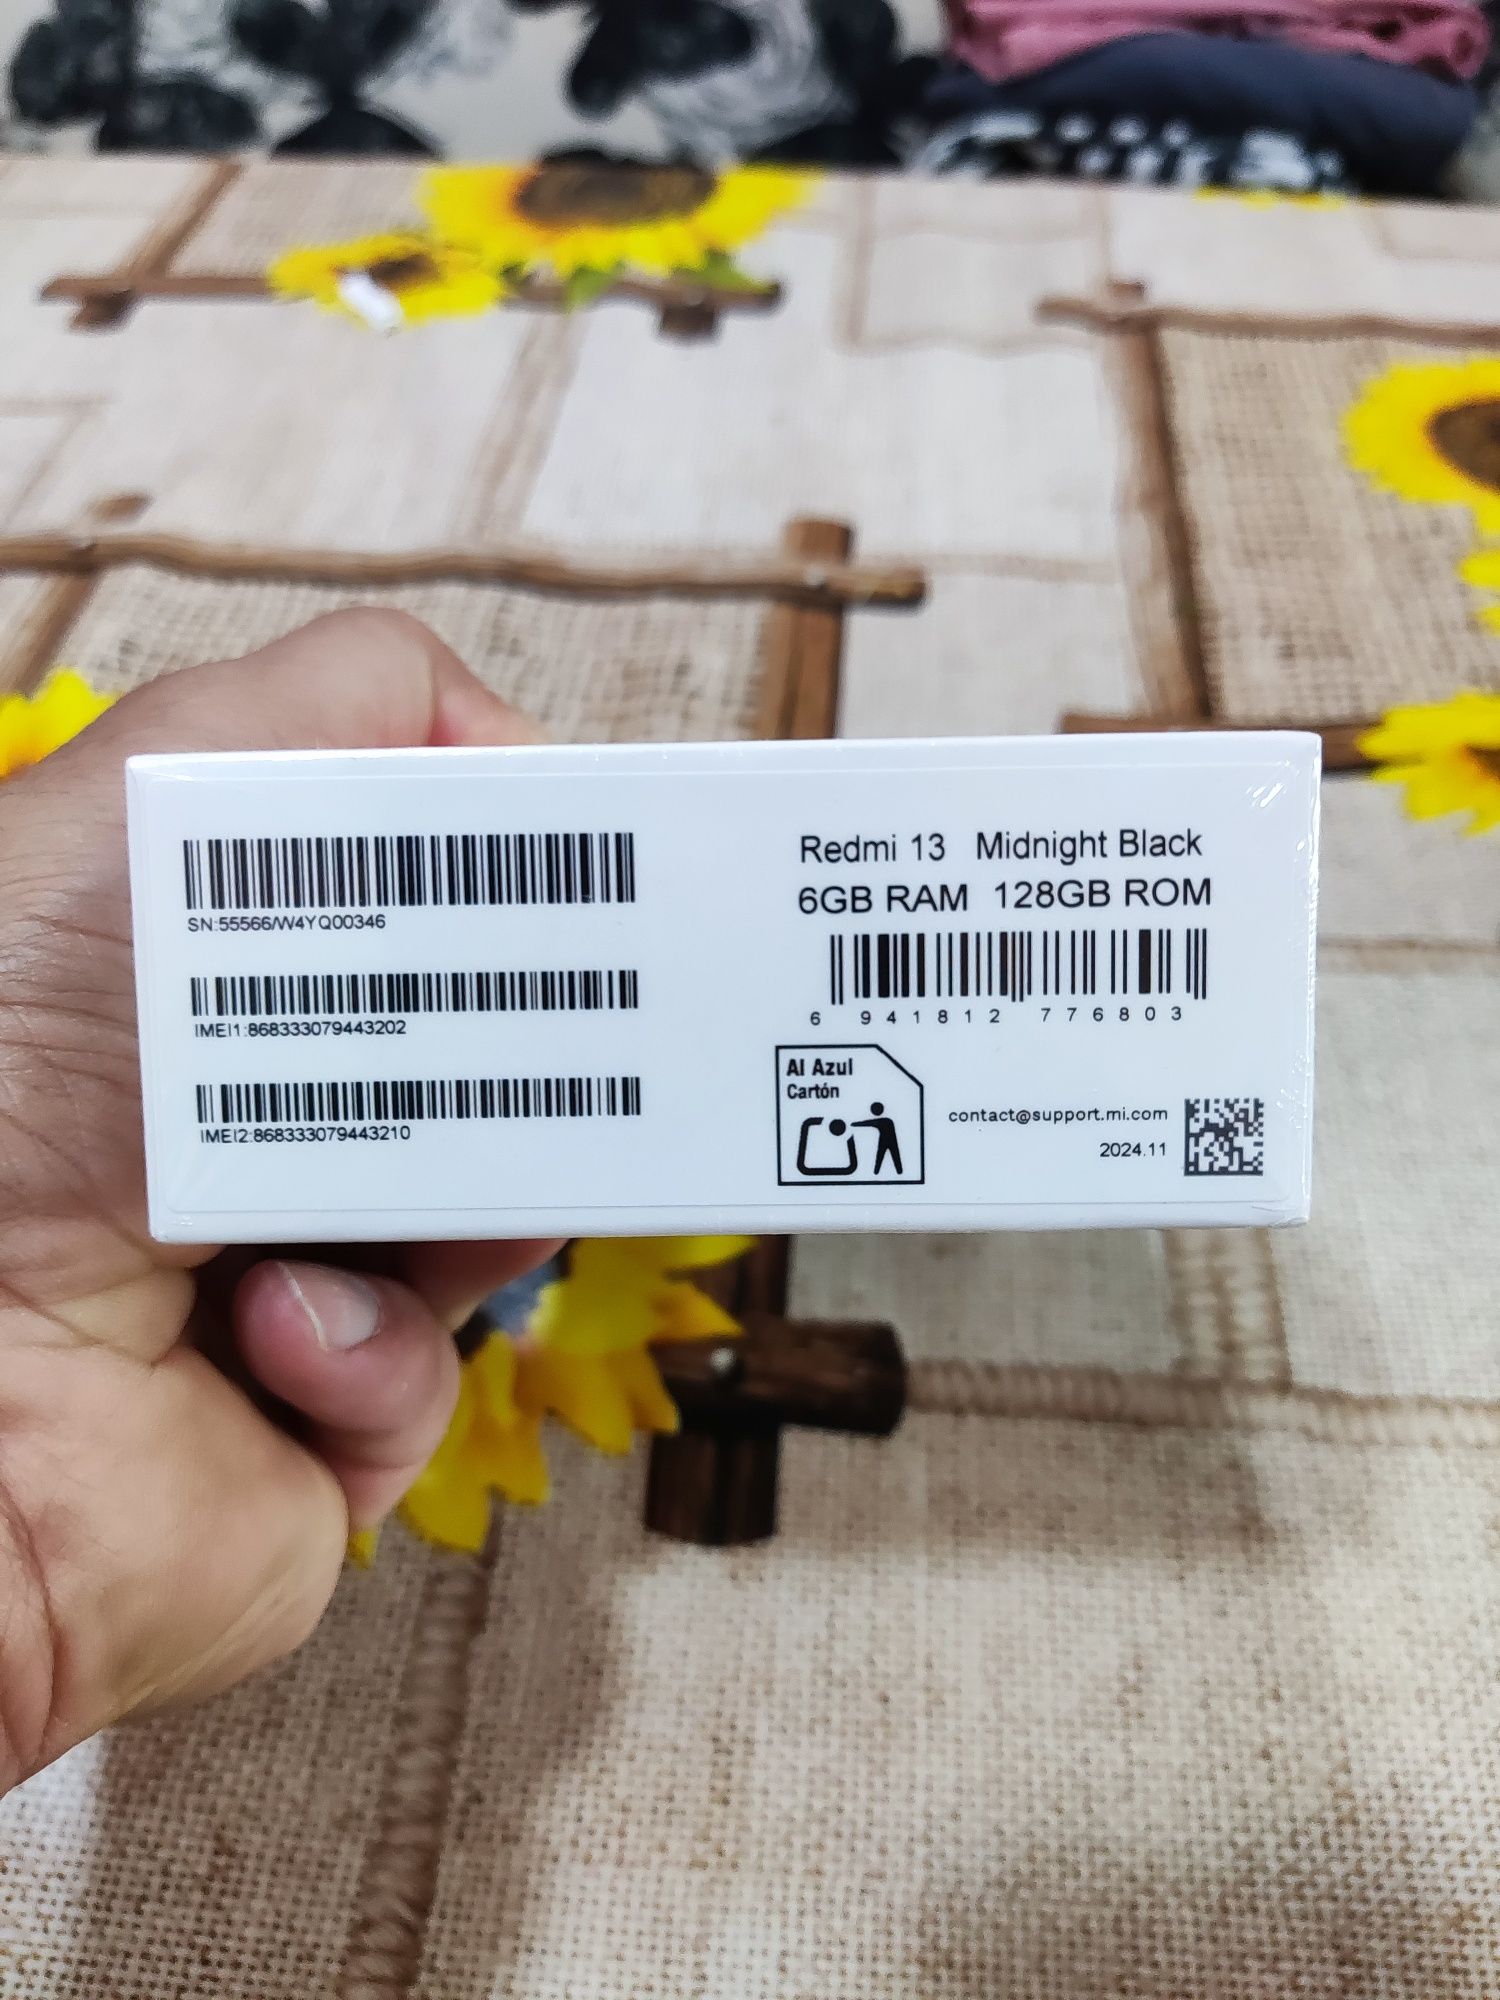 SN:55566/W4YQ00346
IMEI1:868333079443202
IMEI2:868333079443210
Redmi 13 Midnight Black
6GB RAM 128GB ROM
6 941812 776803
Al Azul
Cartón
contact@support.mi.com
2024.11